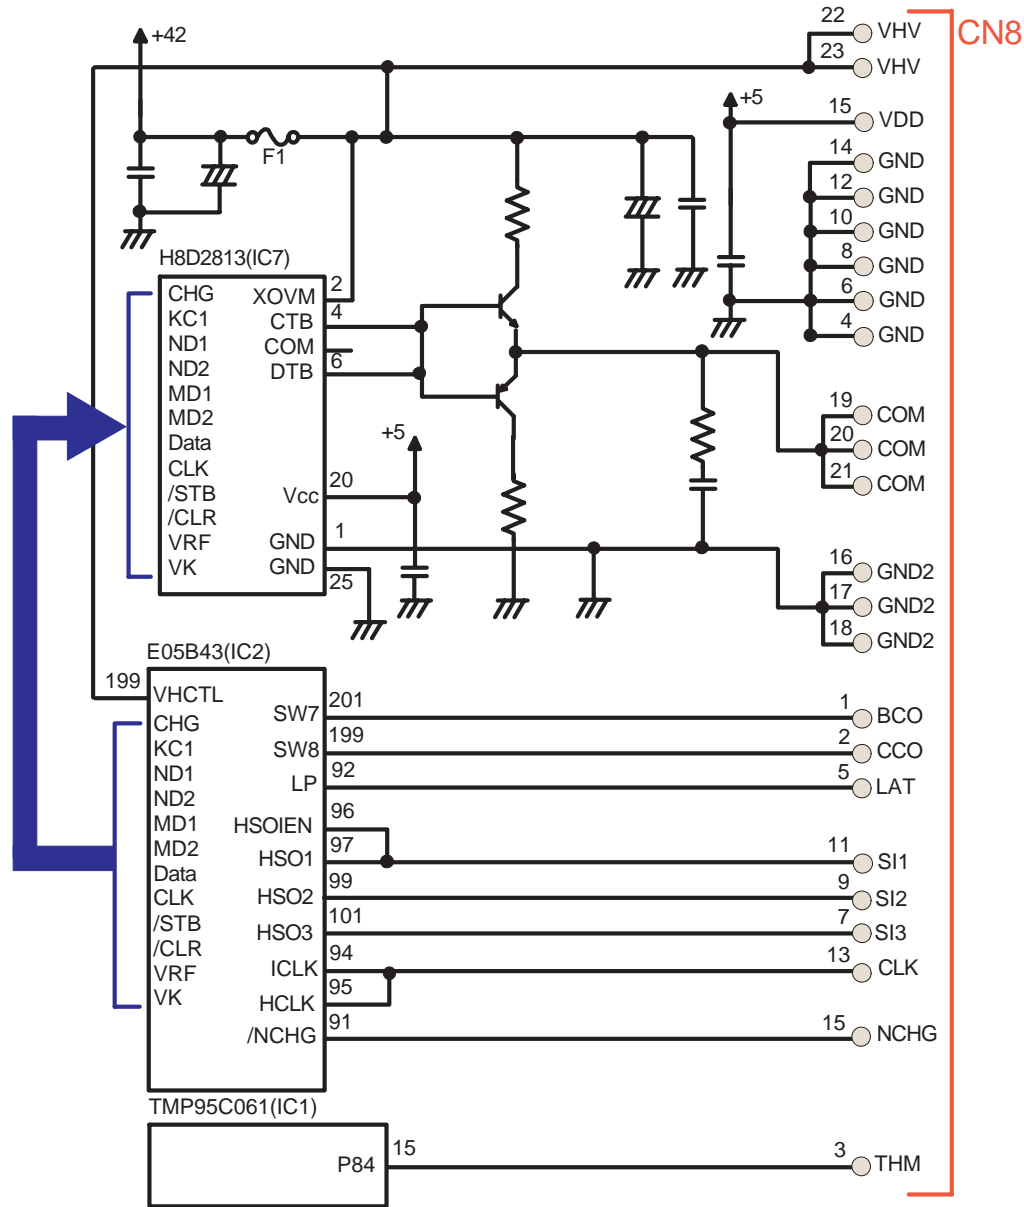 22 VHV
CN8
+42
23 VHV
+5
15 VDD
F1
14 GND
12 GND
10 GND
8 GND
6 GND
4 GND
H8D2813(IC7)
CHG
KC1
ND1
ND2
MD1
MD2
Data
CLK
/STB
/CLR
VRF
VK
XOVM 2
CTB 4
COM
DTB 6
Vcc 20
GND 1
GND 25
+5
19 COM
20 COM
21 COM
16 GND2
17 GND2
18 GND2
E05B43(IC2)
199 VHCTL
CHG
KC1
ND1
ND2
MD1
MD2
Data
CLK
/STB
/CLR
VRF
VK
SW7 201 1 BCO
SW8 199 2 CCO
LP 92 5 LAT
HSOIEN 96
HSO1 97 11 SI1
HSO2 99 9 SI2
HSO3 101 7 SI3
ICLK 94 13 CLK
HCLK 95
/NCHG 91 15 NCHG
TMP95C061(IC1)
P84 15 3 THM